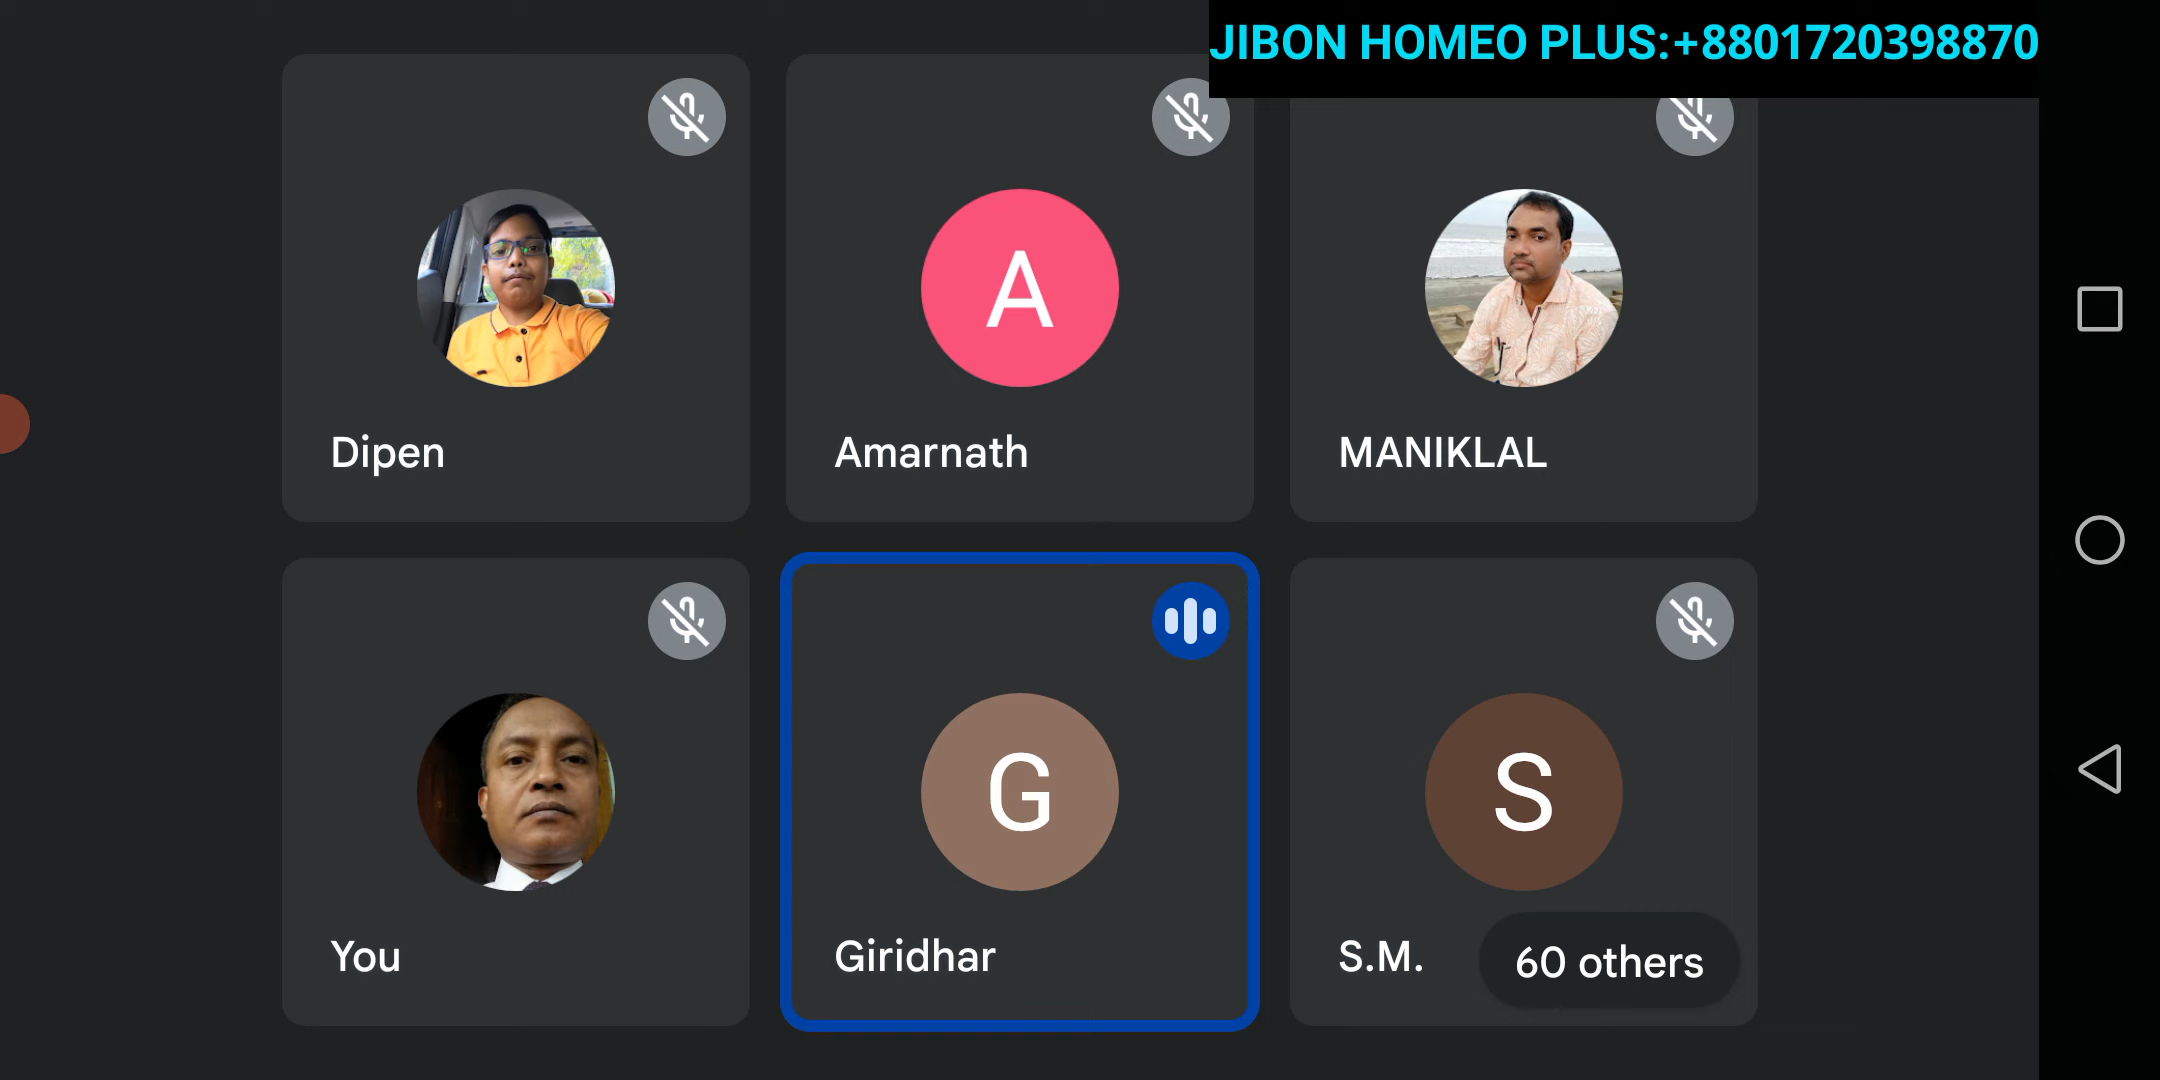 JIBON HOMEO PLUS:+8801720398870
A
Dipen
Amarnath
MANIKLAL
G
S
You
Giridhar
S.M.
60 others